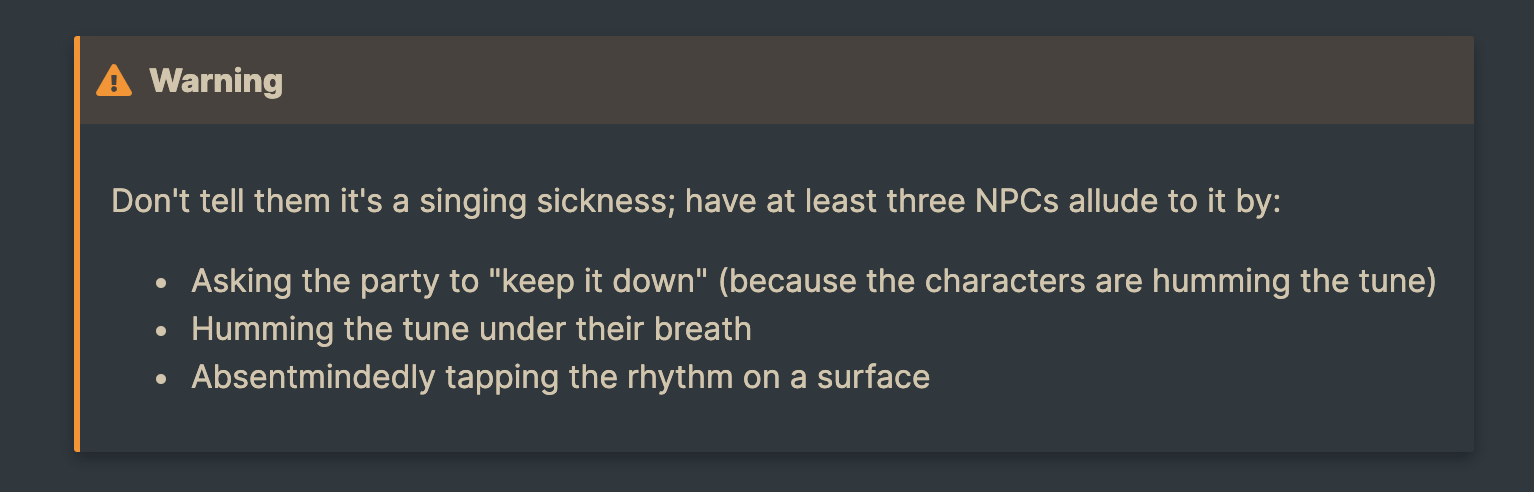 Warning
Don't tell them it's a singing sickness; have at least three NPCs allude to it by:
• Asking the party to "keep it down" (because the characters are humming the tune)
• Humming the tune under their breath
• Absentmindedly tapping the rhythm on a surface